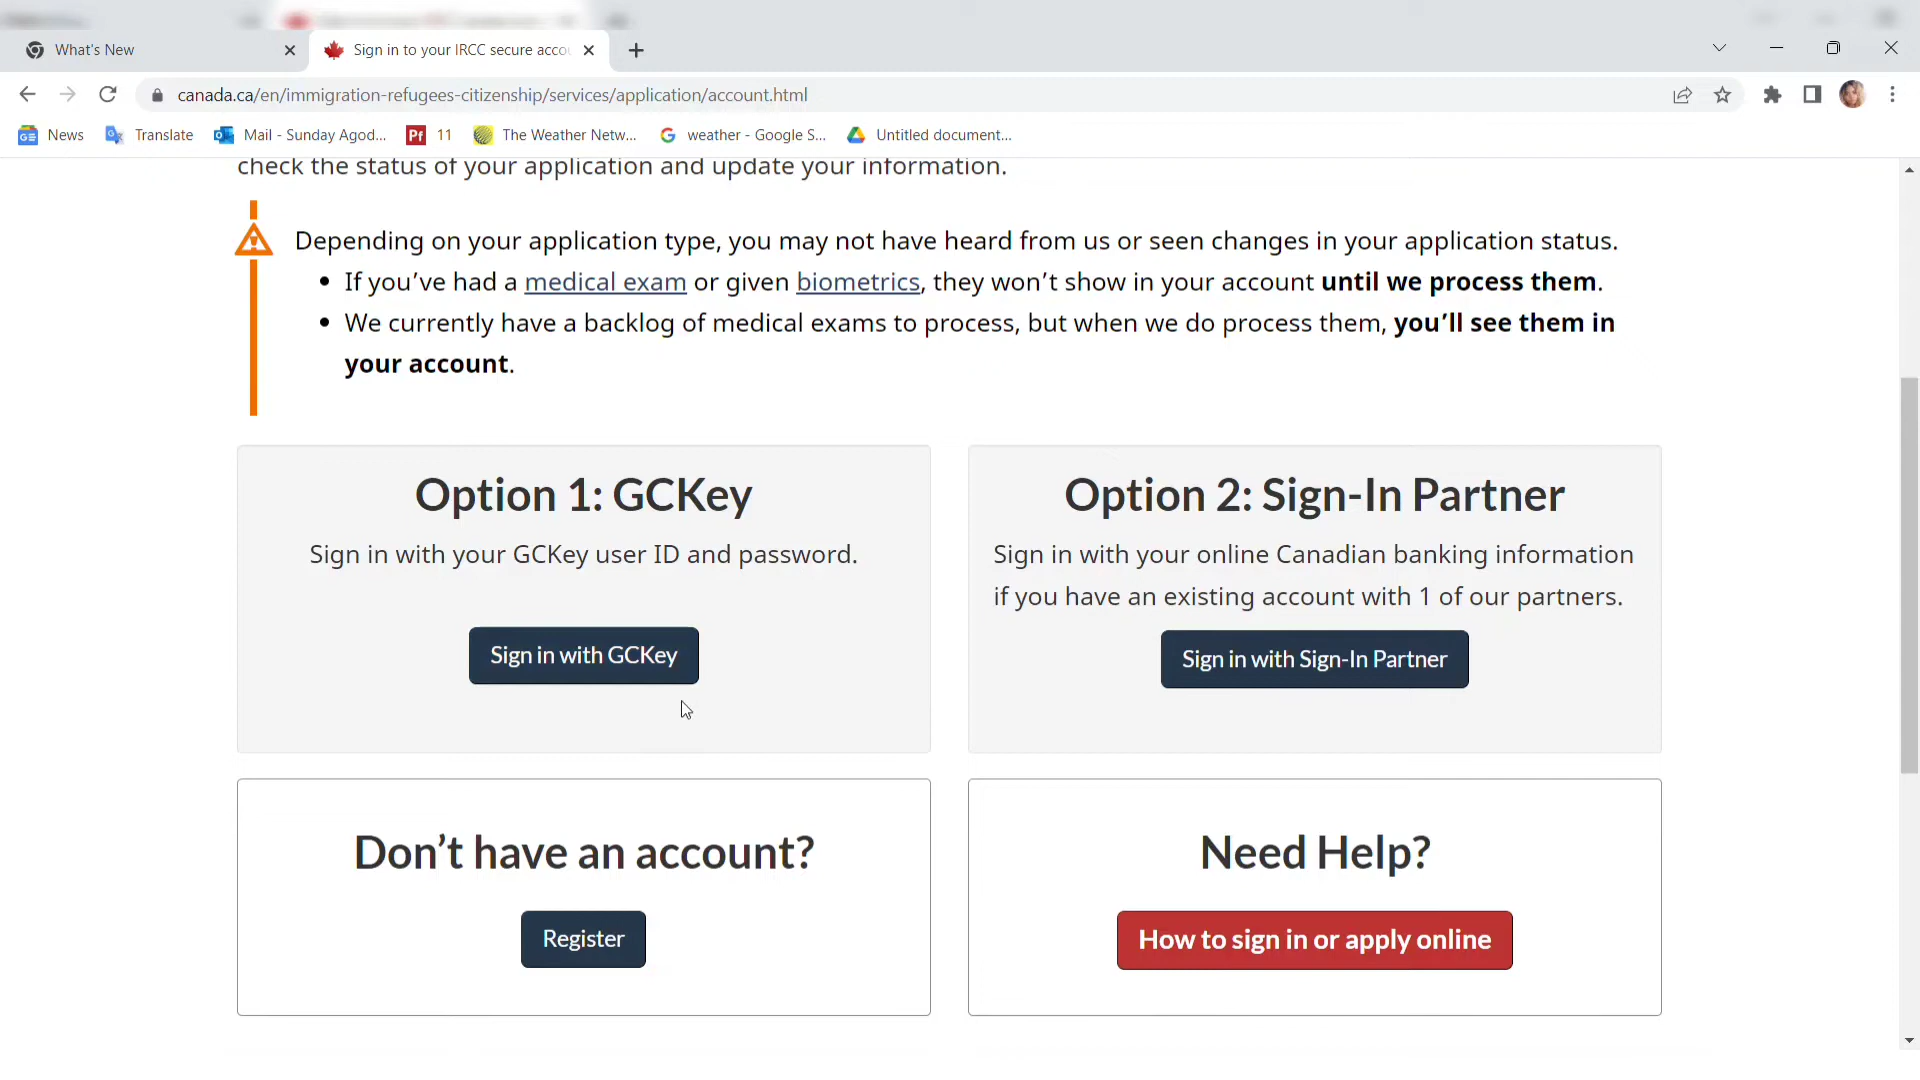 What's New
Sign in to your IRCC secure acco
canada.ca/en/immigration-refugees-citizenship/services/application/account.html
GE News
Translate
Mail - Sunday Agod...
Pf 11
The Weather Netw...
weather - Google S...
Untitled document...
check the status of your application and update your information.
Depending on your application type, you may not have heard from us or seen changes in your application status.
• If you’ve had a medical exam or given biometrics, they won’t show in your account until we process them.
• We currently have a backlog of medical exams to process, but when we do process them, you’ll see them in
your account.
Option 1: GCKey
Sign in with your GCKey user ID and password.
Sign in with GCKey
Option 2: Sign-In Partner
Sign in with your online Canadian banking information
if you have an existing account with 1 of our partners.
Sign in with Sign-In Partner
Don’t have an account?
Register
Need Help?
How to sign in or apply online